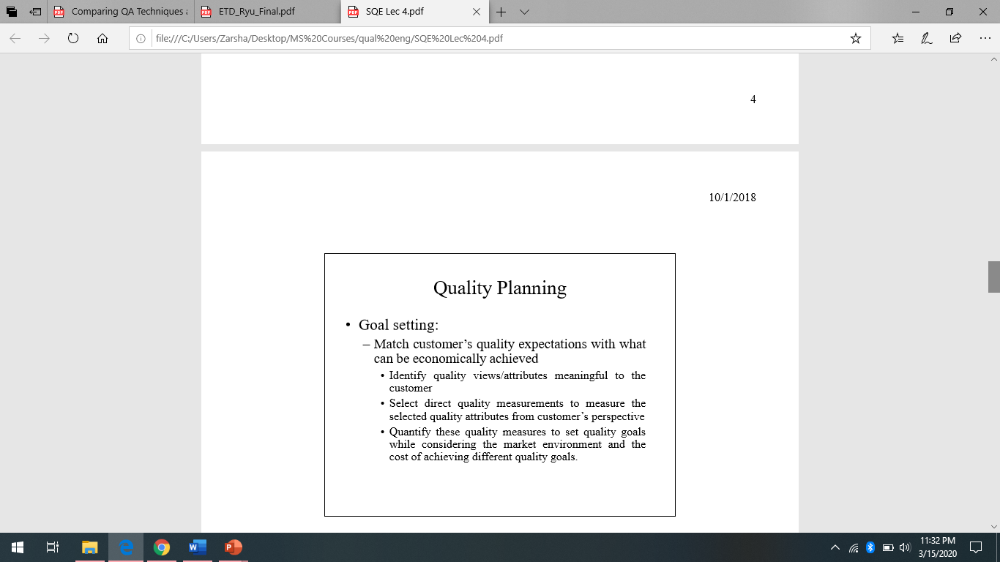 Comparing QA Techniques a
ETD_Ryu_Final.pdf
SQE Lec 4.pdf
file:///C:/Users/Zarsha/Desktop/MS%20Courses/qual%20eng/SQE%20Lec%204.pdf
4
10/1/2018
Quality Planning
• Goal setting:
– Match customer’s quality expectations with what
can be economically achieved
• Identify quality views/attributes meaningful to the
customer
• Select direct quality measurements to measure the
selected quality attributes from customer’s perspective
• Quantify these quality measures to set quality goals
while considering the market environment and the
cost of achieving different quality goals.
11:32 PM
3/15/2020